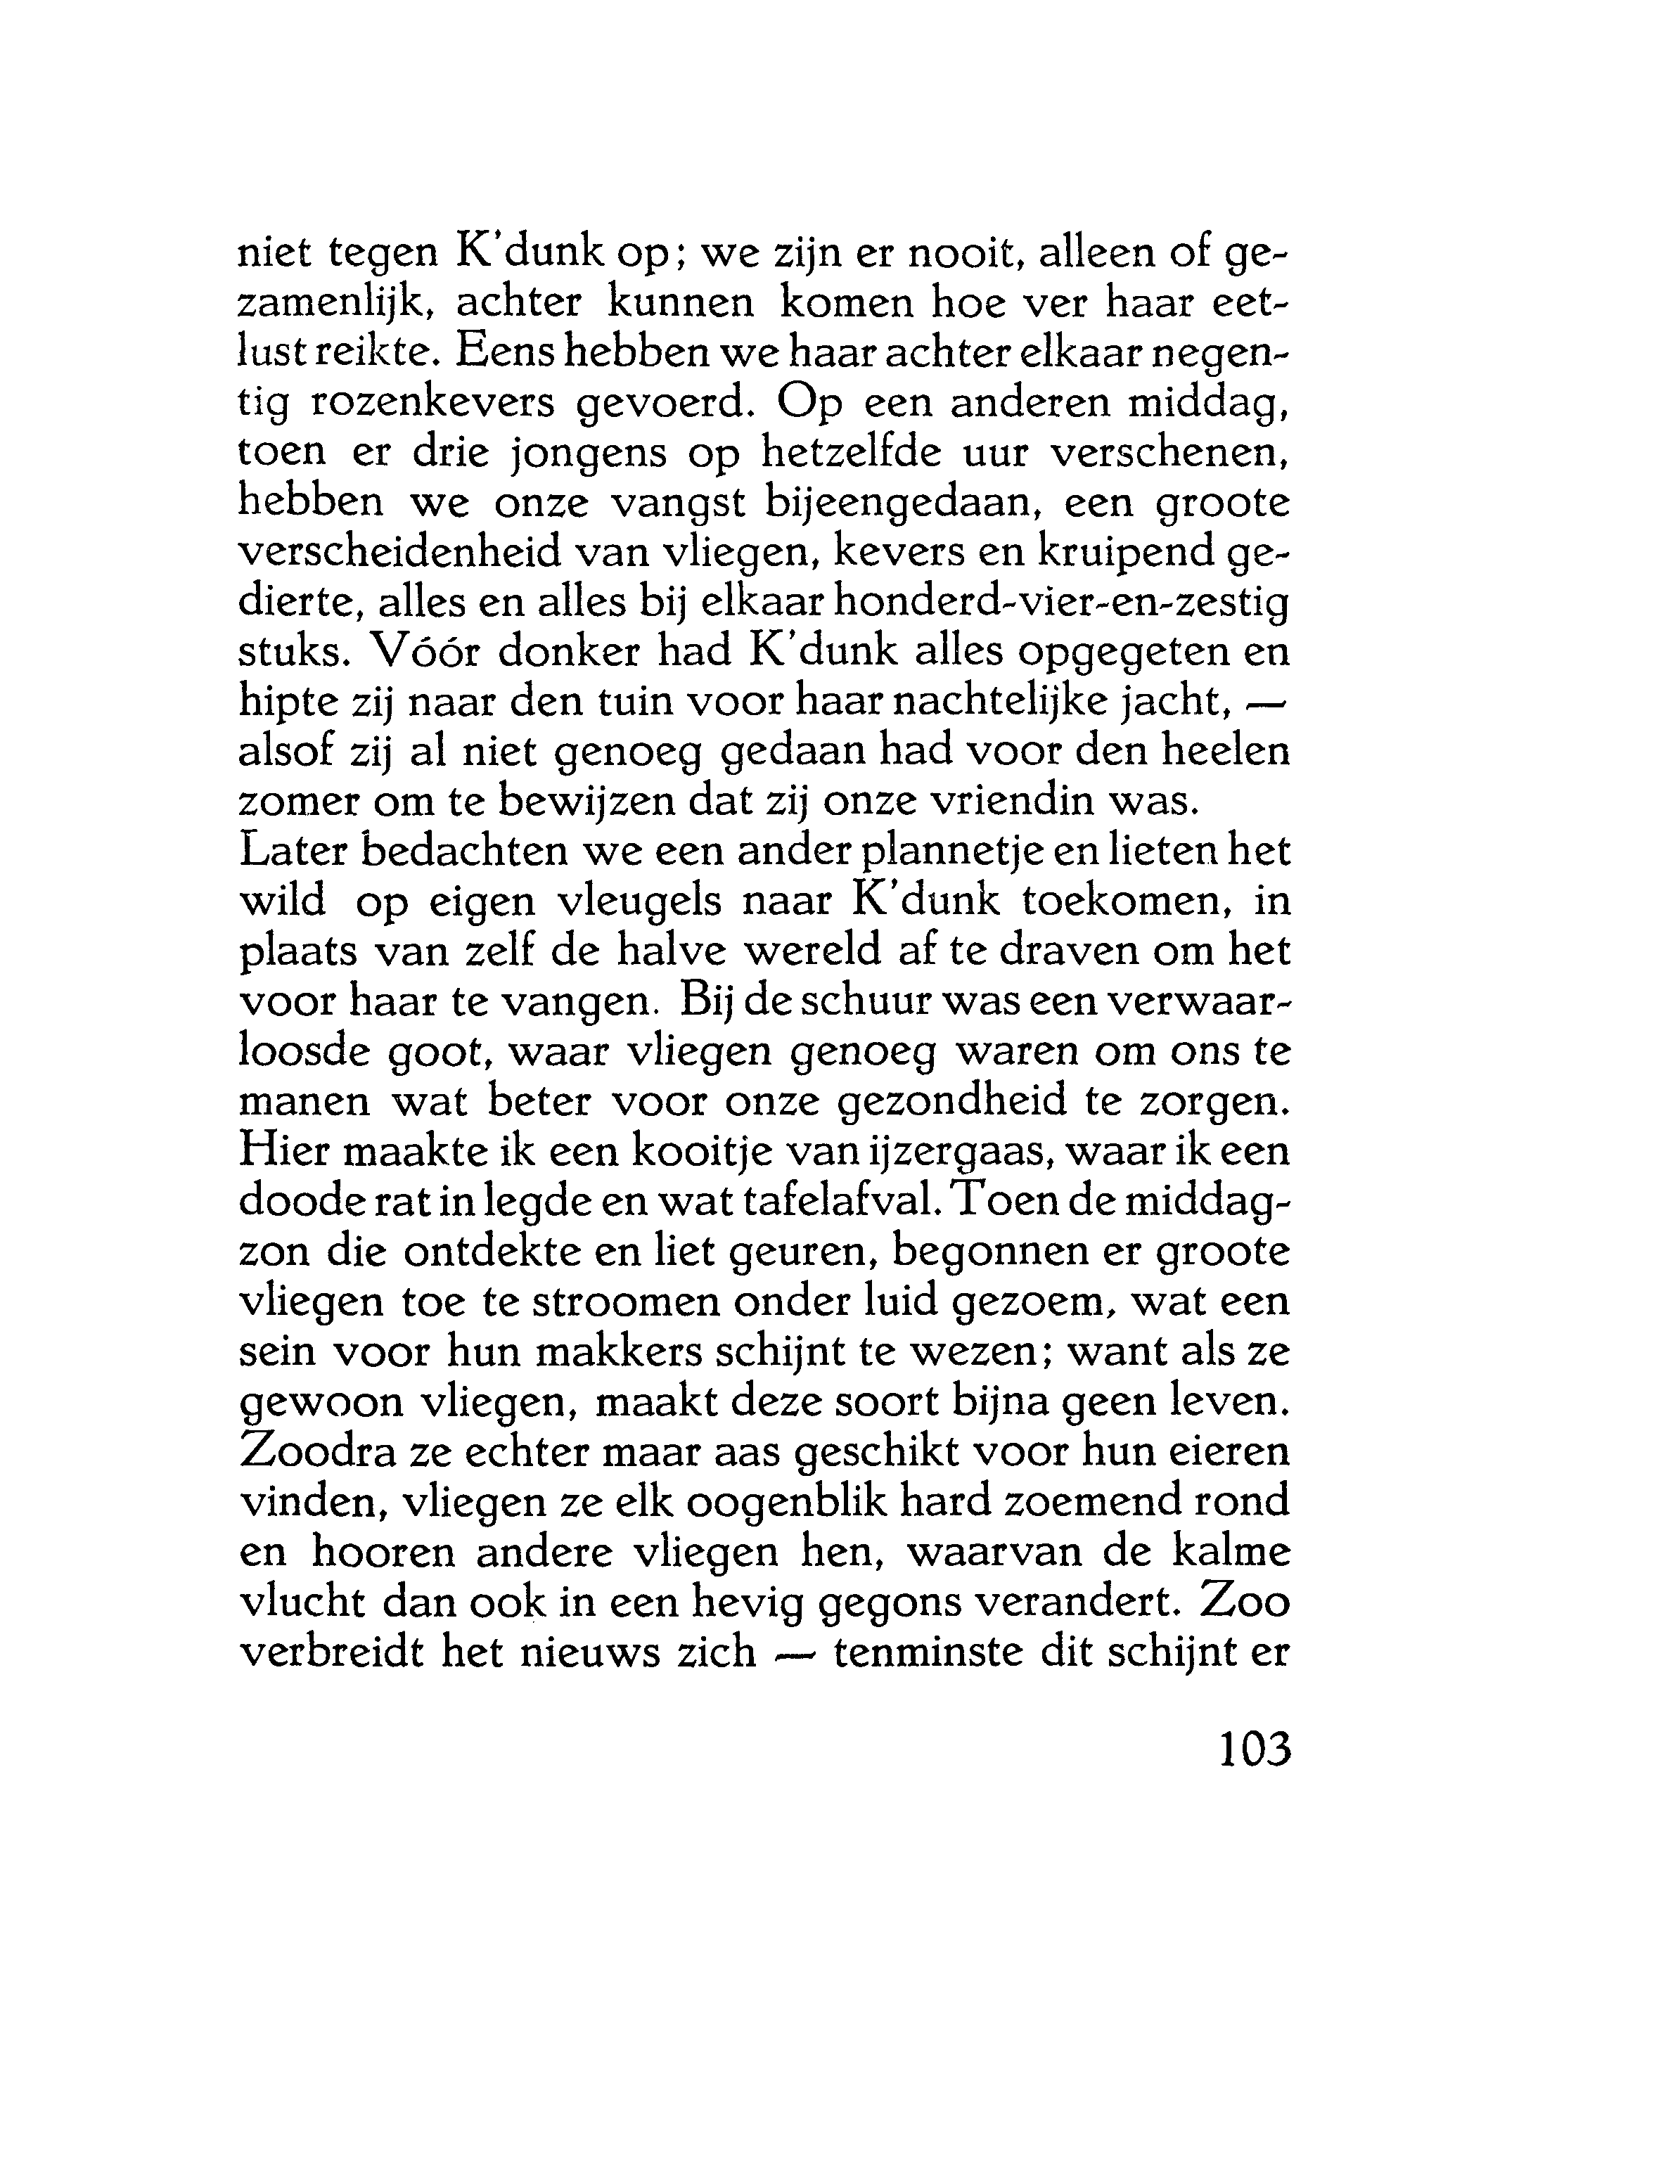 niet tegen K'dunk op; we zijn er nooit, alleen of ge-
zamenlijk, achter kunnen komen hoe ver haar eet-
lust reikte. Eens hebben we haar achter elkaar negen-
tig rozenkevers gevoerd. Op een anderen middag,
toen er drie jongens op hetzelfde uur verschenen,
hebben we onze vangst bijeengedaan, een groote
verscheidenheid van vliegen, kevers en kruipend ge-
dierte, alles en alles bij elkaar honderd-vier-en-zestig
stuks. Vóór donker had K'dunk alles opgegeten en
hipte zij naar den tuin voor haar nachtelijke jacht, —
alsof zij al niet genoeg gedaan had voor den heelen
zomer om te bewijzen dat zij onze vriendin was.
Later bedachten we een ander plannetje en lieten het
wild op eigen vleugels naar K'dunk toekomen, in
plaats van zelf de halve wereld af te draven om het
voor haar te vangen. Bij de schuur was een verwaar-
loosde goot, waar vliegen genoeg waren om ons te
manen wat beter voor onze gezondheid te zorgen.
Hier maakte ik een kooitje van ijzergaas, waar ik een
doode rat in legde en wat tafelafval. Toen de middag-
zon die ontdekte en liet geuren, begonnen er groote
vliegen toe te stroomen onder luid gezoem, wat een
sein voor hun makkers schijnt te wezen; want als ze
gewoon vliegen, maakt deze soort bijna geen leven.
Zoodra ze echter maar aas geschikt voor hun eieren
vinden, vliegen ze elk oogenblik hard zoemend rond
en hooren andere vliegen hen, waarvan de kalme
vlucht dan ook in een hevig gegons verandert. Zoo
verbreidt het nieuws zich — tenminste dit schijnt er
103